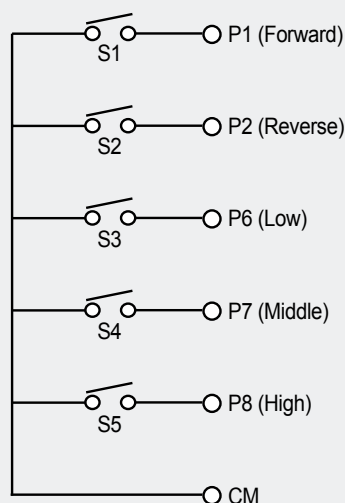 S1 P1 (Forward)
S2 P2 (Reverse)
S3 P6 (Low)
S4 P7 (Middle)
S5 P8 (High)
CM